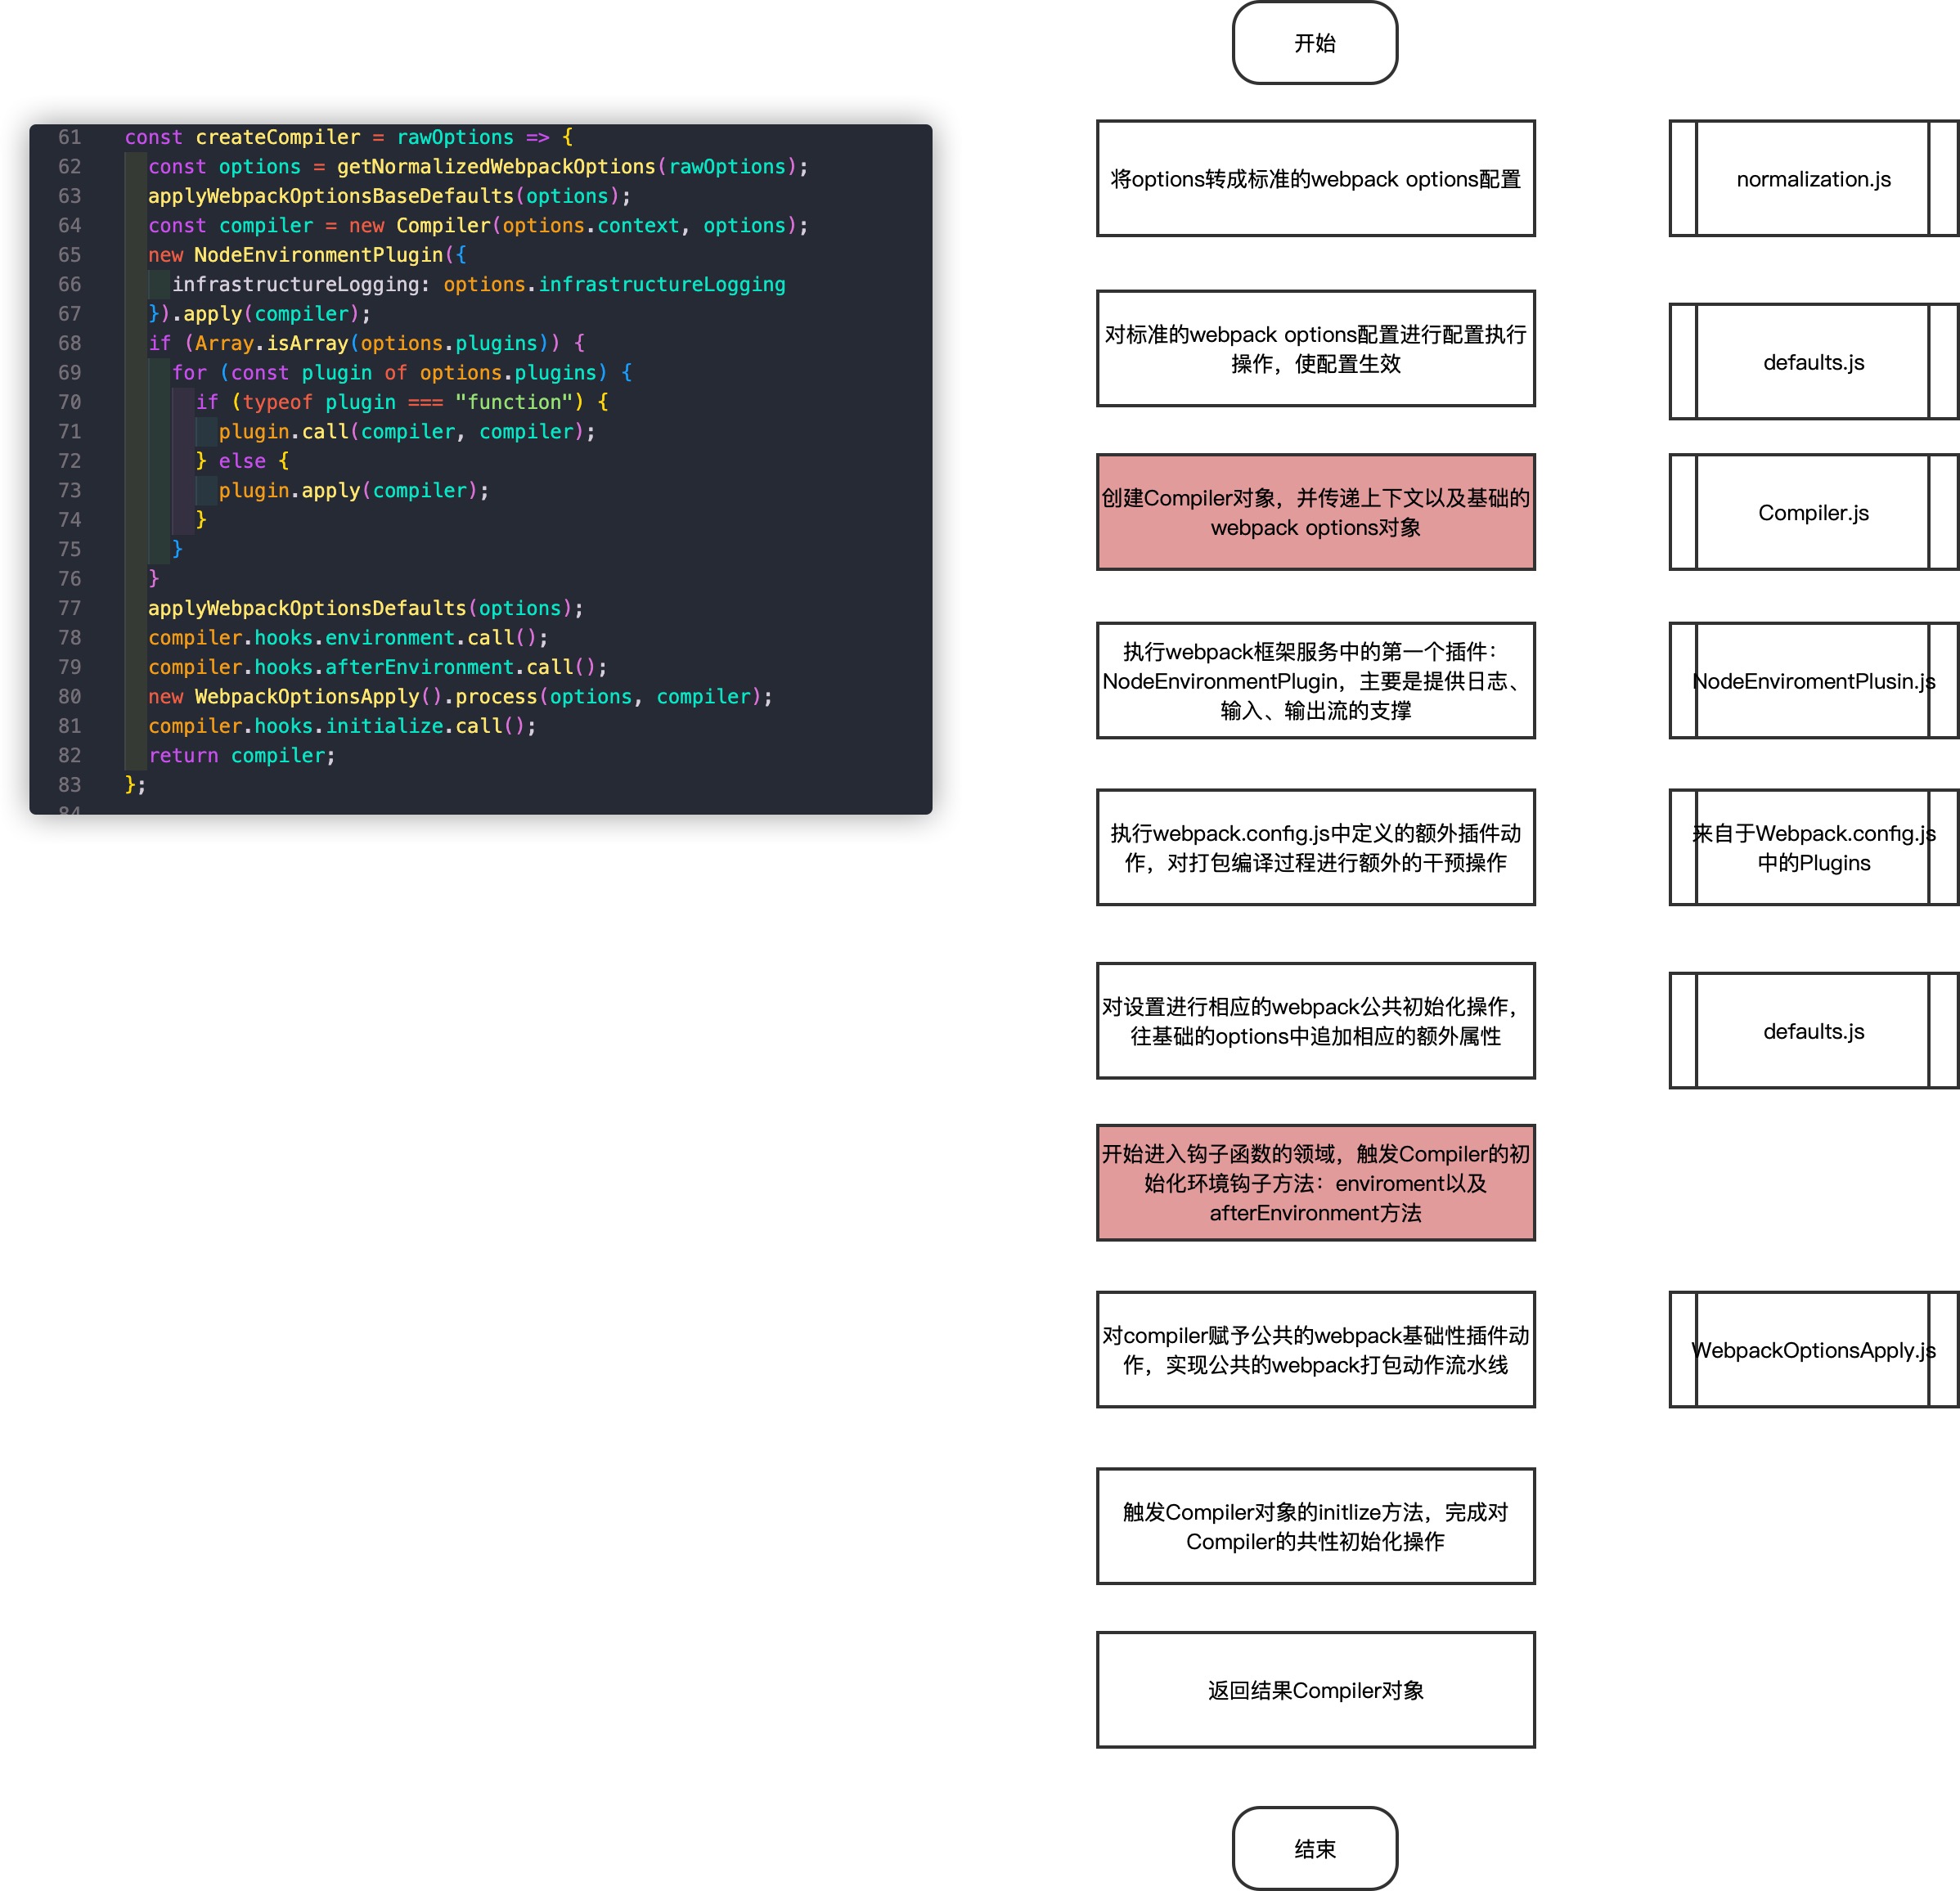 61 const createCompiler = rawOptions => {
62 const options = getNormalizedWebpackOptions(rawOptions);
63 applyWebpackOptionsBaseDefaults(options);
64 const compiler = new Compiler(options.context, options);
65 new NodeEnvironmentPlugin({
66 infrastructureLogging: options.infrastructureLogging
67 }).apply(compiler);
68 if (Array.isArray(options.plugins)) {
69 for (const plugin of options.plugins) {
70 if (typeof plugin === "function") {
71 plugin.call(compiler, compiler);
72 } else {
73 plugin.apply(compiler);
74 }
75 }
76 }
77 applyWebpackOptionsDefaults(options);
78 compiler.hooks.environment.call();
79 compiler.hooks.afterEnvironment.call();
80 new WebpackOptionsApply().process(options, compiler);
81 compiler.hooks.initialize.call();
82 return compiler;
83 };
84
开始
将options转成标准的webpack options配置
normalization.js
对标准的webpack options配置进行配置执行
操作，使配置生效
defaults.js
创建Compiler对象，并传递上下文以及基础的
webpack options对象
Compiler.js
执行webpack框架服务中的第一个插件：
NodeEnvironmentPlugin，主要是提供日志、
输入、输出流的支撑
NodeEnviromentPlusin.js
执行webpack.config.js中定义的额外插件动
作，对打包编译过程进行额外的干预操作
来自于Webpack.config.js
中的Plugins
对设置进行相应的webpack公共初始化操作，
往基础的options中追加相应的额外属性
defaults.js
开始进入钩子函数的领域，触发Compiler的初
始化环境钩子方法：enviroment以及
afterEnvironment方法
对compiler赋予公共的webpack基础性插件动
作，实现公共的webpack打包动作流水线
WebpackOptionsApply.js
触发Compiler对象的initlize方法，完成对
Compiler的共性初始化操作
返回结果Compiler对象
结束